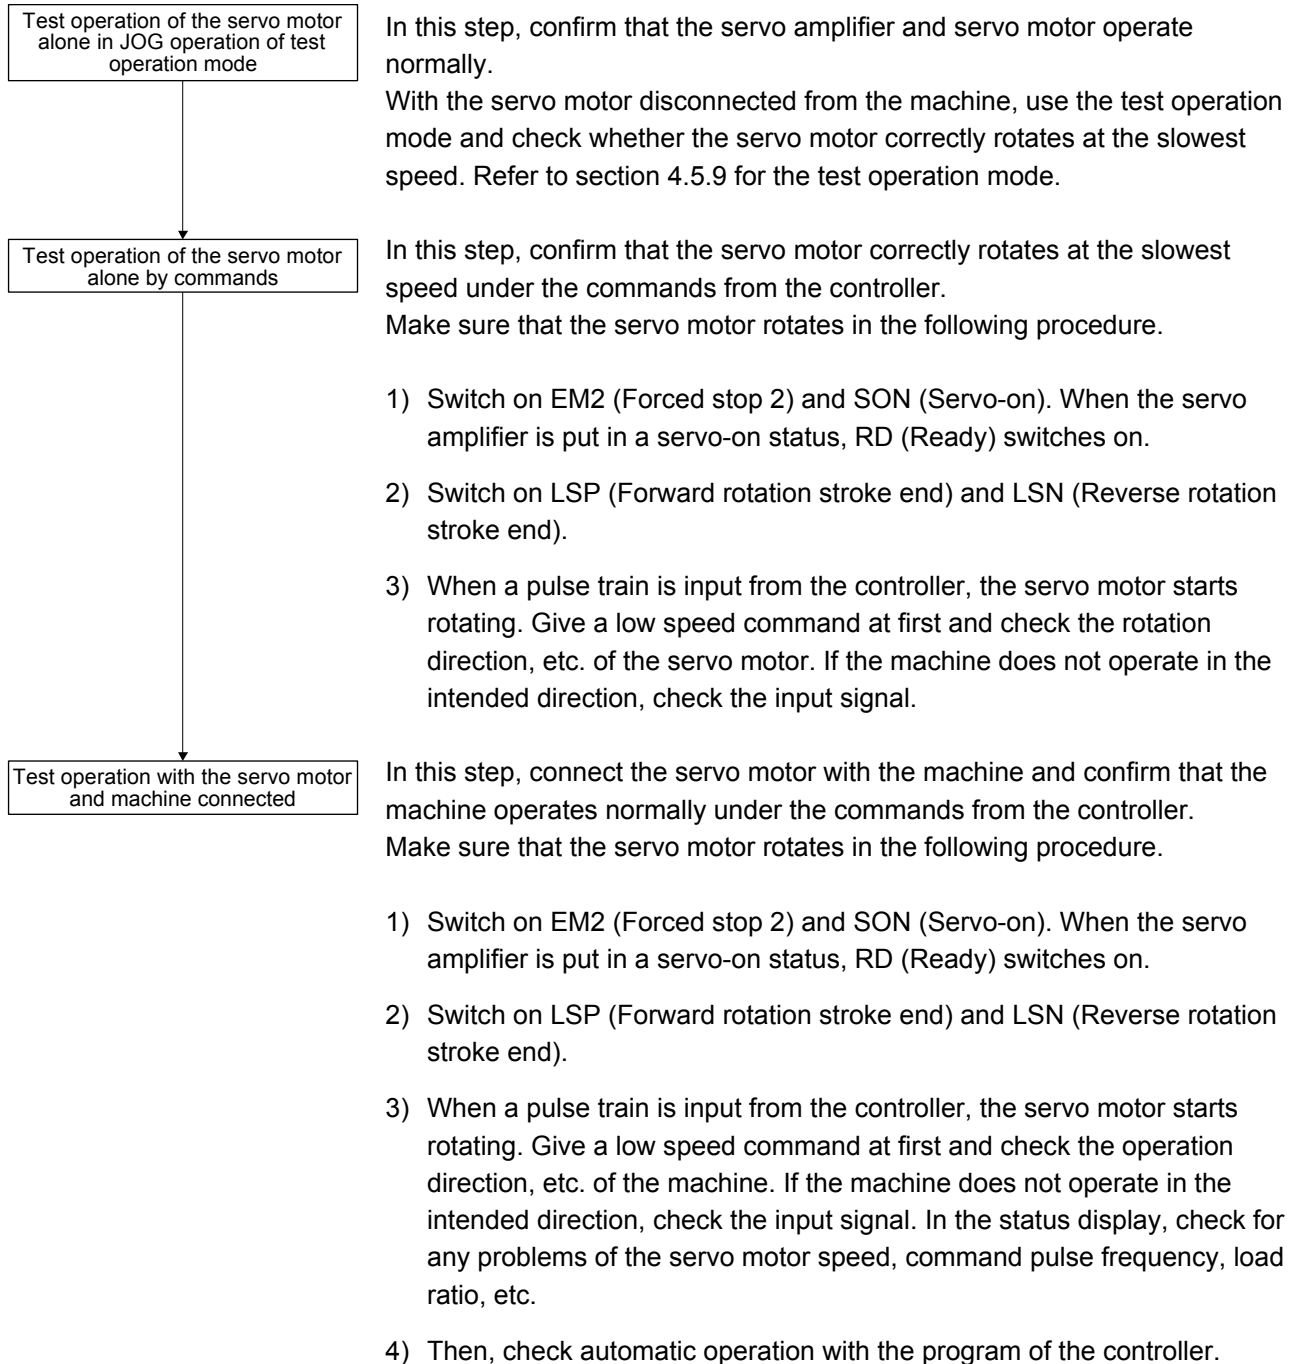 Test operation of the servo motor
alone in JOG operation of test
operation mode
In this step, confirm that the servo amplifier and servo motor operate
normally.
With the servo motor disconnected from the machine, use the test operation
mode and check whether the servo motor correctly rotates at the slowest
speed. Refer to section 4.5.9 for the test operation mode.
Test operation of the servo motor
alone by commands
In this step, confirm that the servo motor correctly rotates at the slowest
speed under the commands from the controller.
Make sure that the servo motor rotates in the following procedure.
1) Switch on EM2 (Forced stop 2) and SON (Servo-on). When the servo
amplifier is put in a servo-on status, RD (Ready) switches on.
2) Switch on LSP (Forward rotation stroke end) and LSN (Reverse rotation
stroke end).
3) When a pulse train is input from the controller, the servo motor starts
rotating. Give a low speed command at first and check the rotation
direction, etc. of the servo motor. If the machine does not operate in the
intended direction, check the input signal.
Test operation with the servo motor
and machine connected
In this step, connect the servo motor with the machine and confirm that the
machine operates normally under the commands from the controller.
Make sure that the servo motor rotates in the following procedure.
1) Switch on EM2 (Forced stop 2) and SON (Servo-on). When the servo
amplifier is put in a servo-on status, RD (Ready) switches on.
2) Switch on LSP (Forward rotation stroke end) and LSN (Reverse rotation
stroke end).
3) When a pulse train is input from the controller, the servo motor starts
rotating. Give a low speed command at first and check the operation
direction, etc. of the machine. If the machine does not operate in the
intended direction, check the input signal. In the status display, check for
any problems of the servo motor speed, command pulse frequency, load
ratio, etc.
4) Then, check automatic operation with the program of the controller.